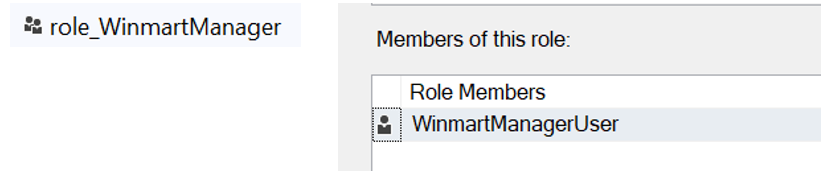 role_WinmartManager
Members of this role:
Role Members
WinmartManagerUser